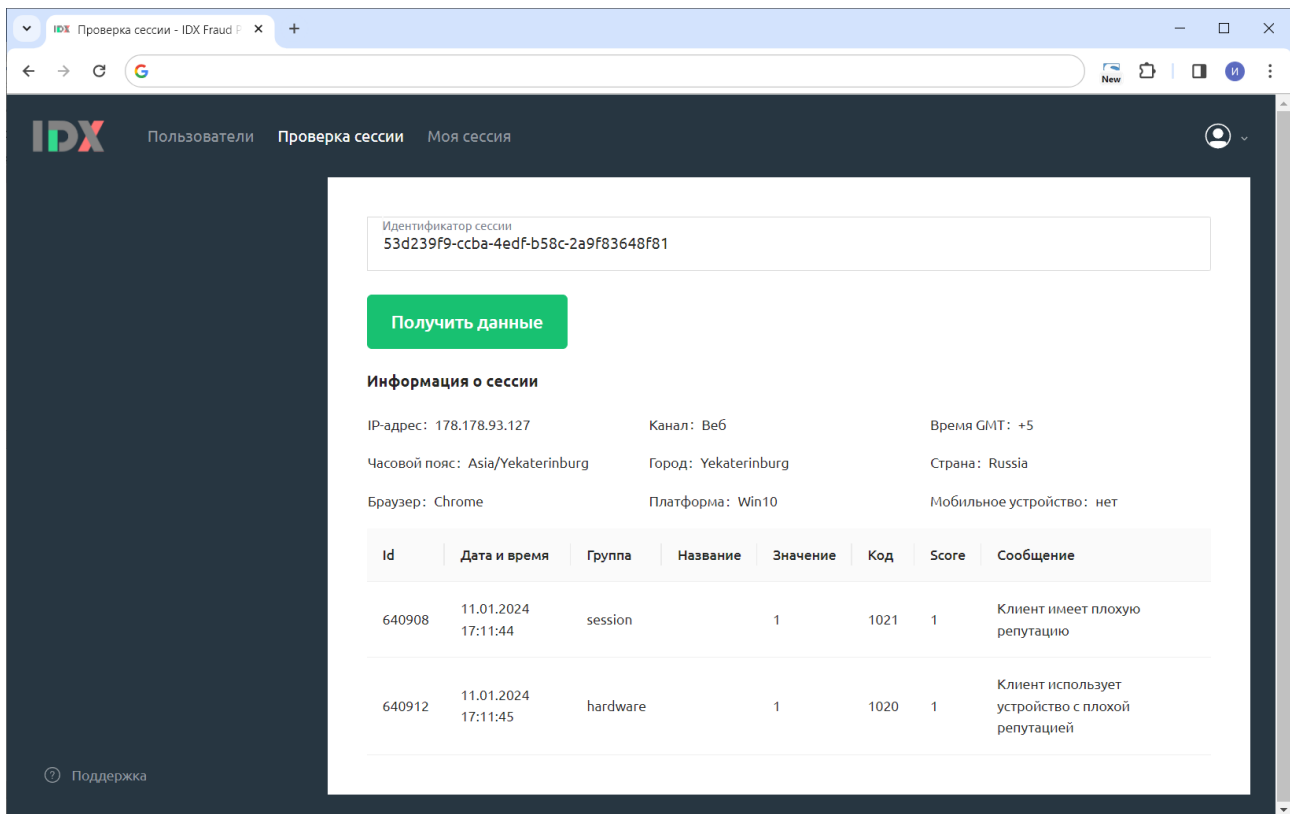 IDX Проверка сессии - IDX Fraud P
New
И
IDX Пользователи Проверка сессии Моя сессия
Идентификатор сессии
53d239f9-ccba-4edf-b58c-2a9f83648f81
Получить данные
Информация о сессии
IP-адрес: 178.178.93.127 Канал: Веб Время GMT: +5
Часовой пояс: Asia/Yekaterinburg Город: Yekaterinburg Страна: Russia
Браузер: Chrome Платформа: Win10 Мобильное устройство: нет
Id Дата и время Группа Название Значение Код Score Сообщение
640908 11.01.2024 17:11:44 session 1 1021 1 Клиент имеет плохую
репутацию
640912 11.01.2024 17:11:45 hardware 1 1020 1 Клиент использует
устройство с плохой
репутацией
Поддержка